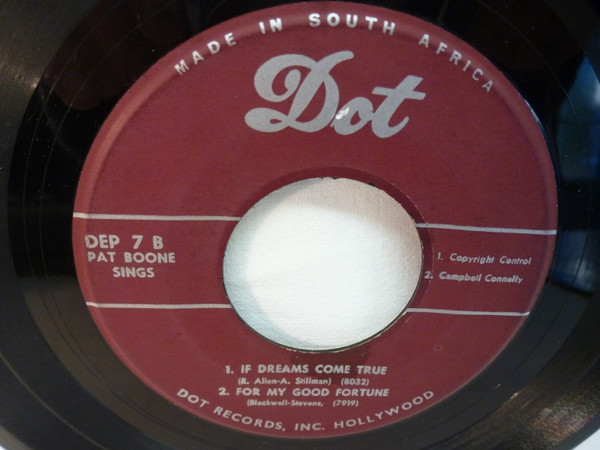 MADE IN SOUTH AFRICA
Dot
DEP 7 B
PAT BOONE
SINGS
1. Copyright Control
2. Campbell Connelly
1. IF DREAMS COME TRUE
(R. Allen-A. Stillman) (8032)
2. FOR MY GOOD FORTUNE
(Blackwell-Stevens, (7919)
DOT RECORDS, INC. HOLLYWOOD